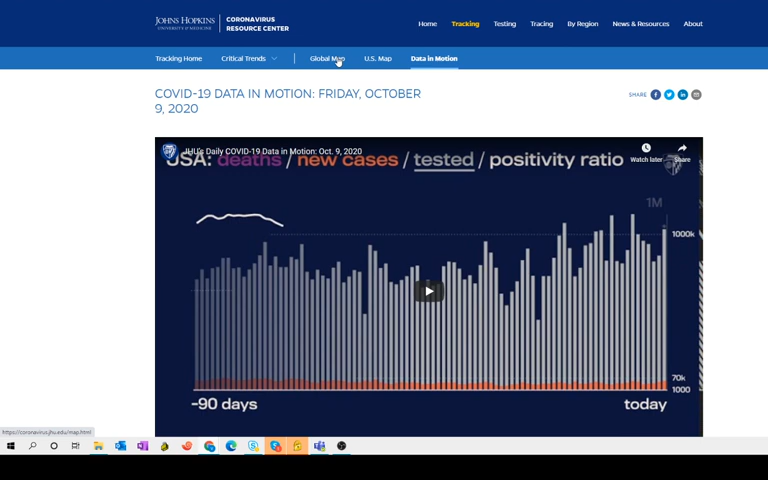 JOHNS HOPKINS
UNIVERSITY & MEDICINE
CORONAVIRUS
RESOURCE CENTER
Home
Tracking
Testing
Tracing
By Region
News & Resources
About
Tracking Home
Critical Trends
Global Map
U.S. Map
Data in Motion
COVID-19 DATA IN MOTION: FRIDAY, OCTOBER
9, 2020
SHARE
JHU's Daily COVID-19 Data in Motion: Oct. 9, 2020
Watch later
Share
USA: deaths / new cases / tested / positivity ratio
1M
1000k
70k
1000
-90 days
today
https://coronavirus.jhu.edu/map.html